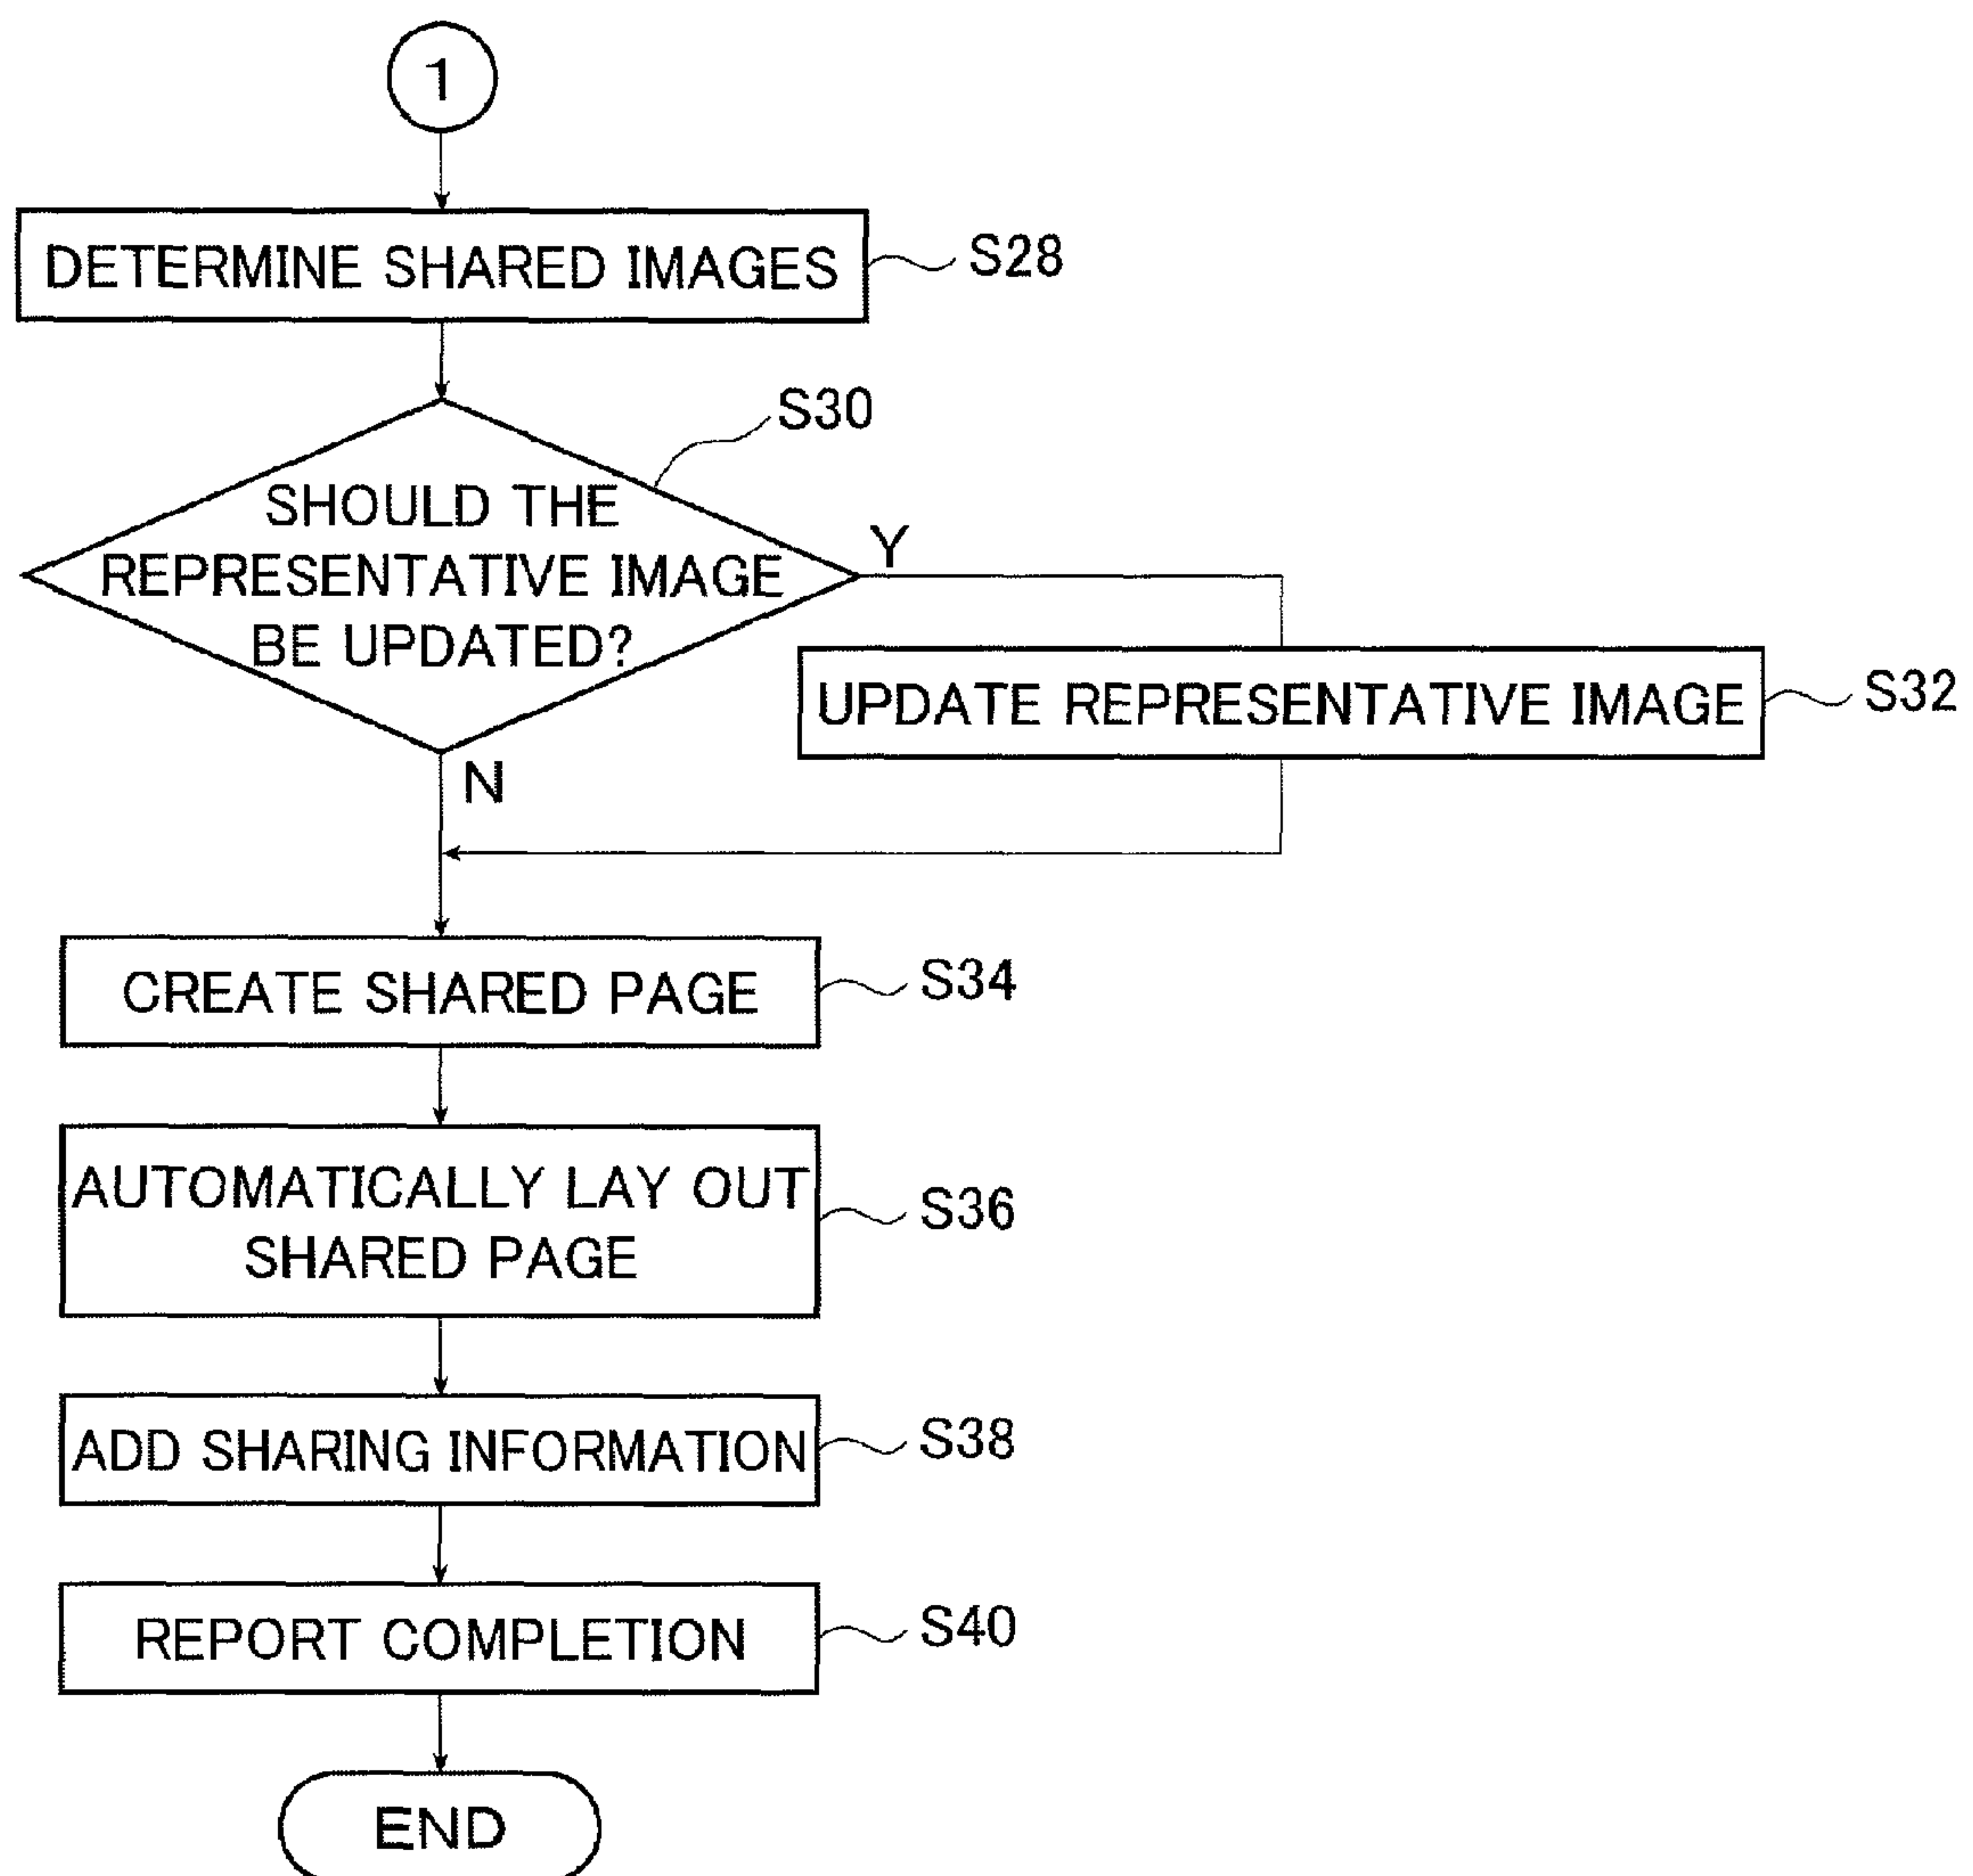 1
DETERMINE SHARED IMAGES
S28
S30
SHOULD THE
REPRESENTATIVE IMAGE
BE UPDATED?
Y
UPDATE REPRESENTATIVE IMAGE
S32
N
CREATE SHARED PAGE
S34
AUTOMATICALLY LAY OUT
SHARED PAGE
S36
ADD SHARING INFORMATION
S38
REPORT COMPLETION
S40
END